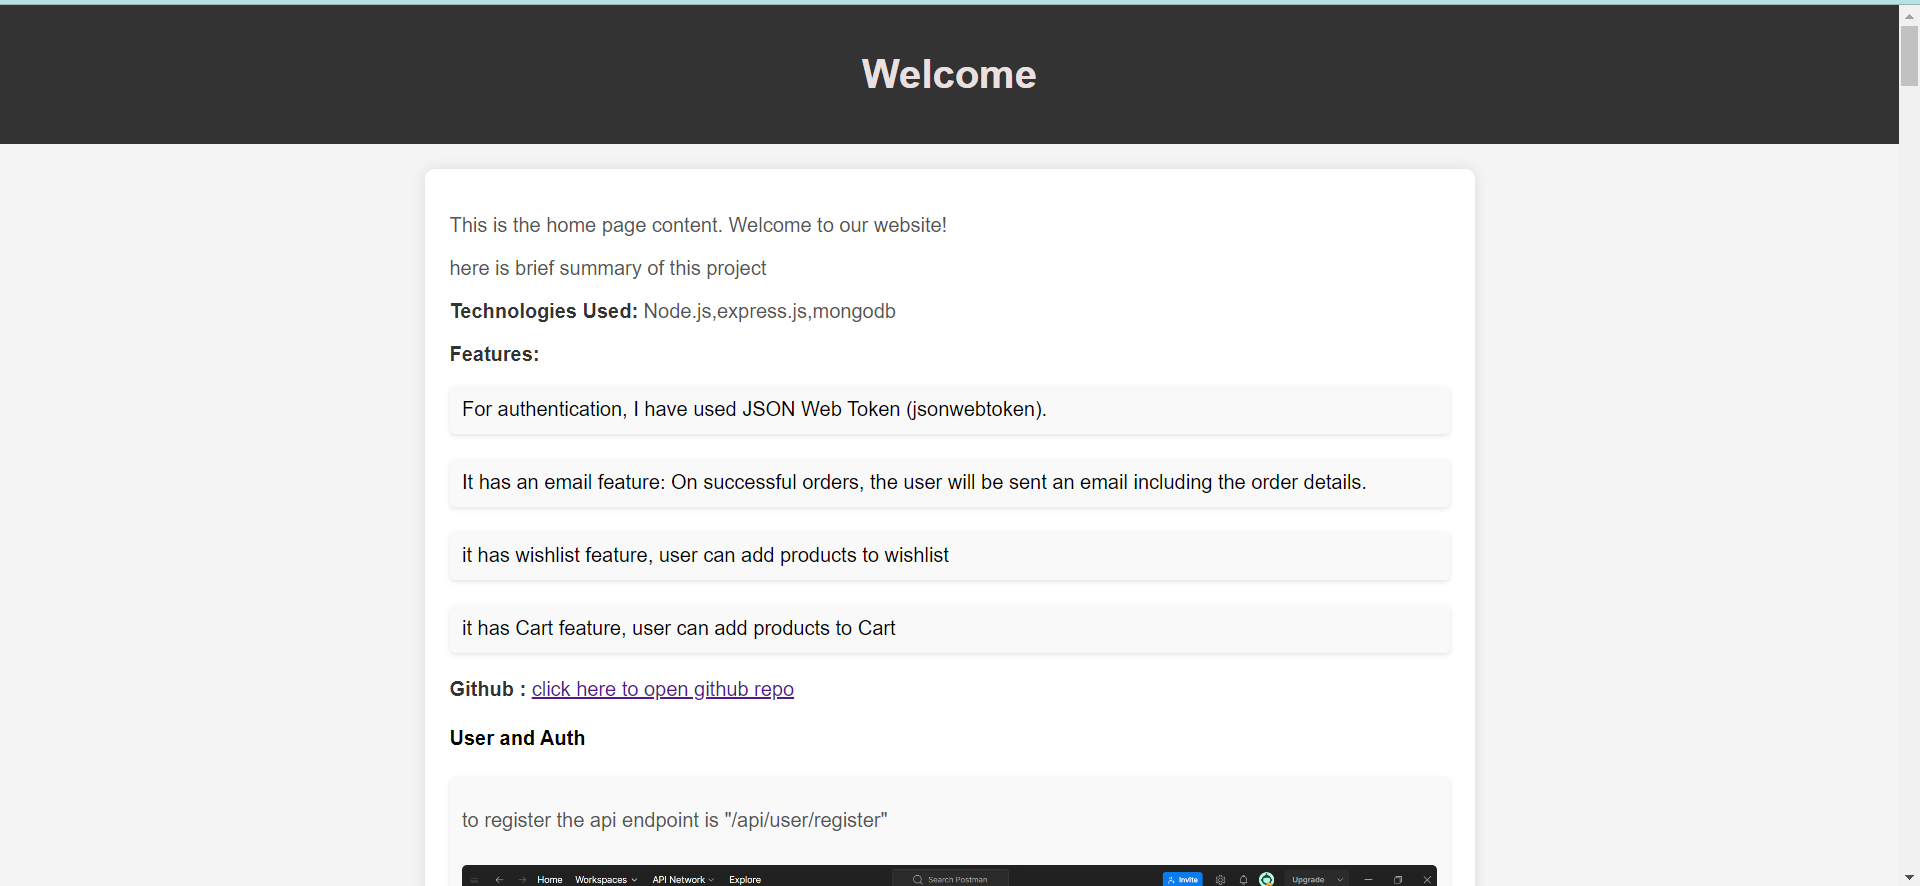 Welcome
This is the home page content. Welcome to our website!
here is brief summary of this project
Technologies Used: Node.js,express.js,mongodb
Features:
For authentication, I have used JSON Web Token (jsonwebtoken).
It has an email feature: On successful orders, the user will be sent an email including the order details.
it has wishlist feature, user can add products to wishlist
it has Cart feature, user can add products to Cart
Github : click here to open github repo
User and Auth
to register the api endpoint is "/api/user/register"
Home Workspaces API Network Explore Search Postman Invite Upgrade